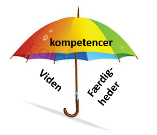 kompetencer
Viden
Færdig-
heder